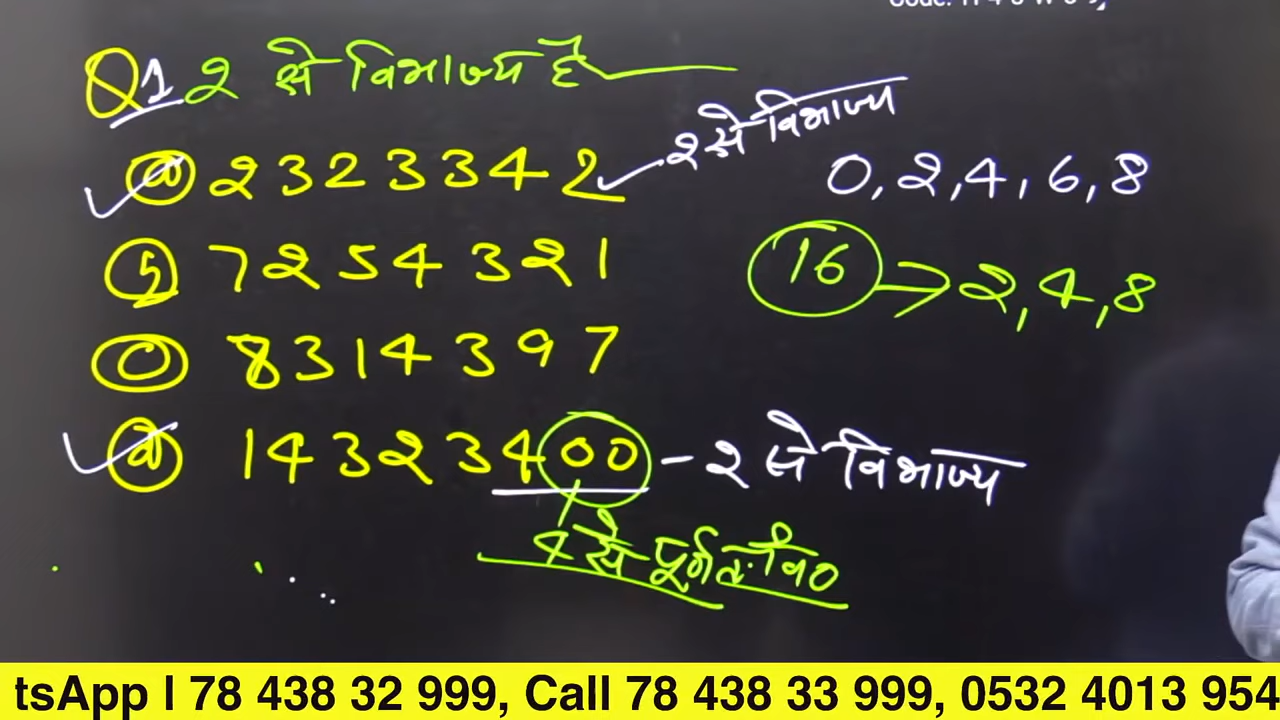 Q1 2 से विभाज्य है
a 2323342 2 से विभाज्य
0, 2, 4, 6, 8
b 7254321
16 → 2, 4, 8
c 8314397
d 14323400 - 2 से विभाज्य
4 से पूर्णतः वि०
tsApp I 78 438 32 999, Call 78 438 33 999, 0532 4013 954